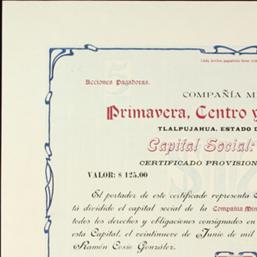 Acciones Pagadoras.
COMPAÑÍA M
Primavera, Centro y
TLALPUJAHUA, ESTADO D
Capital Social:
CERTIFICADO PROVISION
VALOR: $ 125.00
El portador de este certificado representa
tá dividido el capital social de la Compañía Min
todos los derechos y obligaciones consignados en
esta Capital, el veintinueve de Junio de mil
Ramón Cosío González.